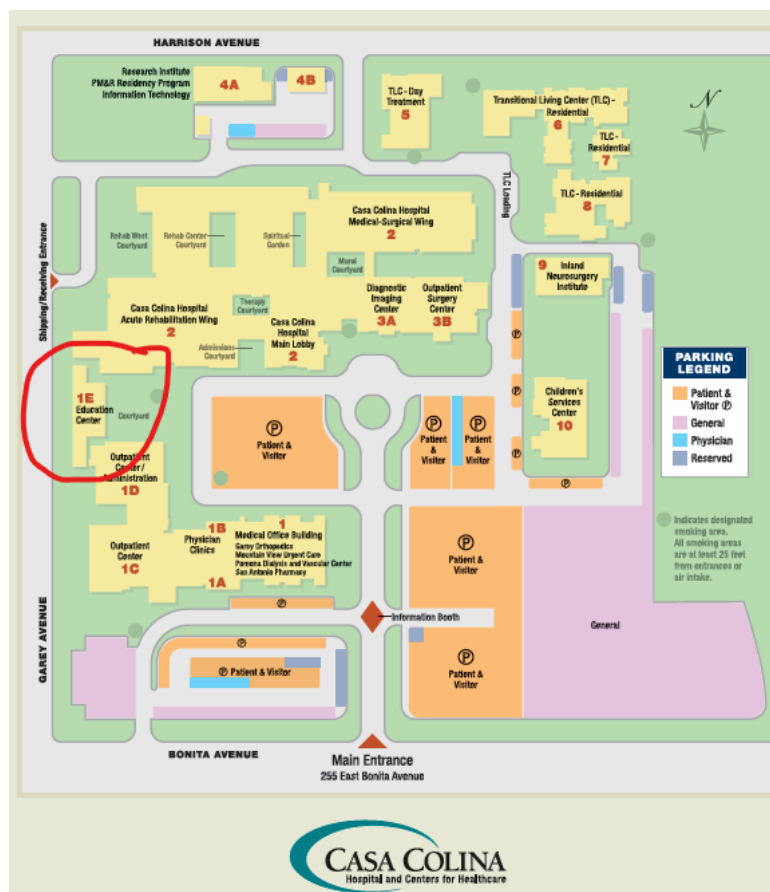 HARRISON AVENUE
Research Institute
PM&R Residency Program
Information Technology
4A
4B
TLC - Day
Treatment
5
Transitional Living Center (TLC) -
Residential
6
TLC -
Residential
7
TLC - Residential
8
N
TLC Loading
Shipping/Receiving Entrance
Rehab West
Courtyard
Rehab Center
Courtyard
Spiritual
Garden
Casa Colina Hospital
Medical-Surgical Wing
2
Mural
Courtyard
9
Inland
Neurosurgery
Institute
Casa Colina Hospital
Acute Rehabilitation Wing
2
Therapy
Courtyard
Casa Colina
Hospital
Main Lobby
2
Admissions
Courtyard
Diagnostic
Imaging
Center
3A
Outpatient
Surgery
Center
3B
P
P
P
P
Children's
Services
Center
10
PARKING
LEGEND
Patient &
Visitor P
General
Physician
Reserved
1E
Education
Center
Courtyard
P
Patient &
Visitor
P
Patient
& Visitor
P
Patient
& Visitor
Outpatient
Center/
Administration
1D
Indicates designated
smoking area.
All smoking areas
are at least 25 feet
from entrances or
air intake.
Outpatient
Center
1C
1B
Physician
Clinics
1A
1
Medical Office Building
Garey Orthopedics
Mountain View Urgent Care
Pomona Dialysis and Vascular Center
San Antonio Pharmacy
P
Patient &
Visitor
P
Information Booth
General
GAREY AVENUE
P
P Patient & Visitor
P
Patient &
Visitor
BONITA AVENUE
Main Entrance
255 East Bonita Avenue
CASA COLINA
Hospital and Centers for Healthcare